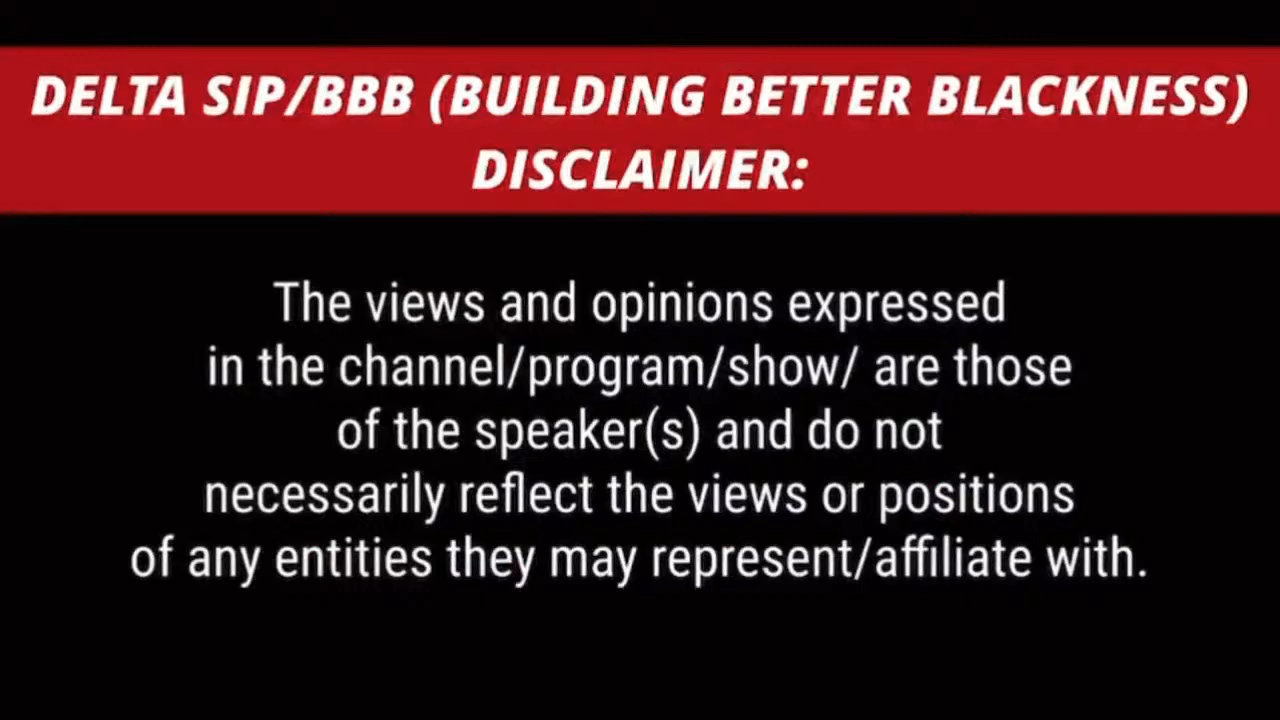 DELTA SIP/BBB (BUILDING BETTER BLACKNESS)
DISCLAIMER:
The views and opinions expressed
in the channel/program/show/ are those
of the speaker(s) and do not
necessarily reflect the views or positions
of any entities they may represent/affiliate with.